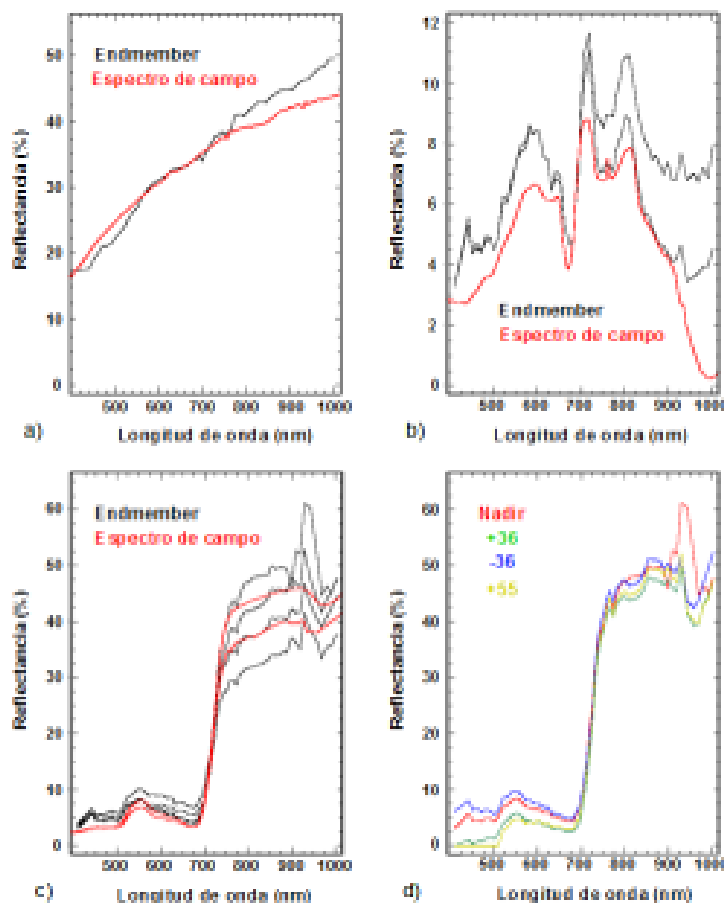 50
40
30
20
10
0
Reflectancia (%)
Endmember
Espectro de campo
500 600 700 800 900 1000
Longitud de onda (nm)
a)
12
10
8
6
4
2
0
Reflectancia (%)
Endmember
Espectro de campo
500 600 700 800 900 1000
Longitud de onda (nm)
b)
60
50
40
30
20
10
0
Reflectancia (%)
Endmember
Espectro de campo
500 600 700 800 900 1000
Longitud de onda (nm)
c)
60
50
40
30
20
10
0
Reflectancia (%)
Nadir
+36
-36
+55
500 600 700 800 900 1000
Longitud de onda (nm)
d)